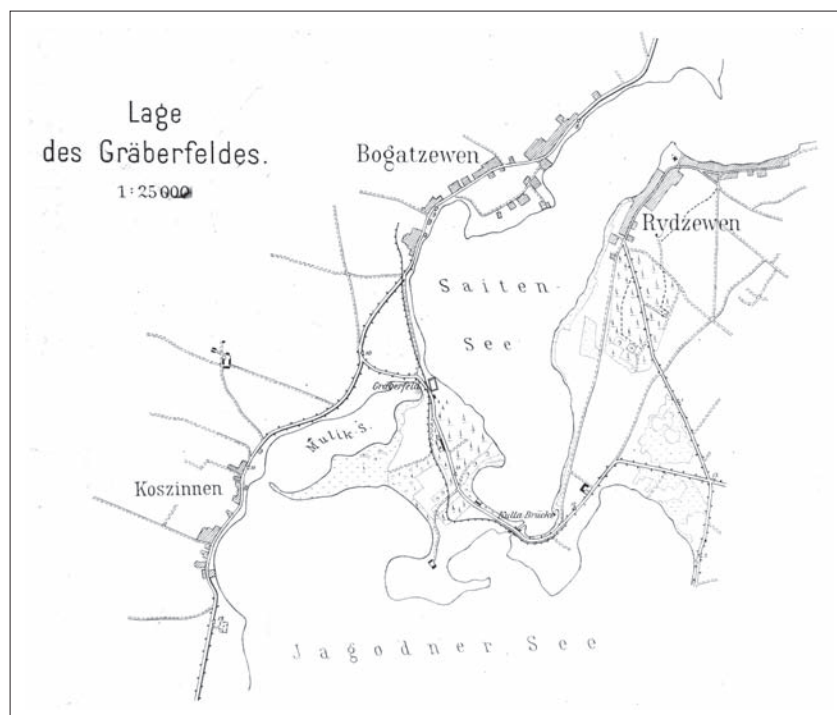 Lage
des Gräberfeldes.
1:25000
Bogatzewen
Rydzewen
Saiten
See
Gräberfeld
Mulik-S.
Koszinnen
Kulla Brücke
Jagodner See